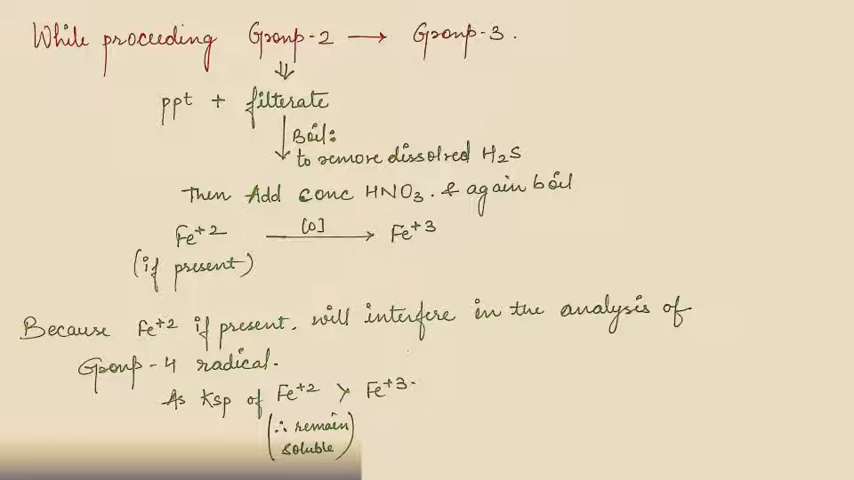 While proceeding Group-2 → Group-3.
ppt + filterate
Boil:
to remove dissolved H₂S
Then Add conc HNO₃. & again boil
Fe⁺² [O] → Fe⁺³
(if present)
Because Fe⁺² if present, will interfere in the analysis of
Group-4 radical.
As Ksp of Fe⁺² > Fe⁺³.
(∴ remain
soluble)